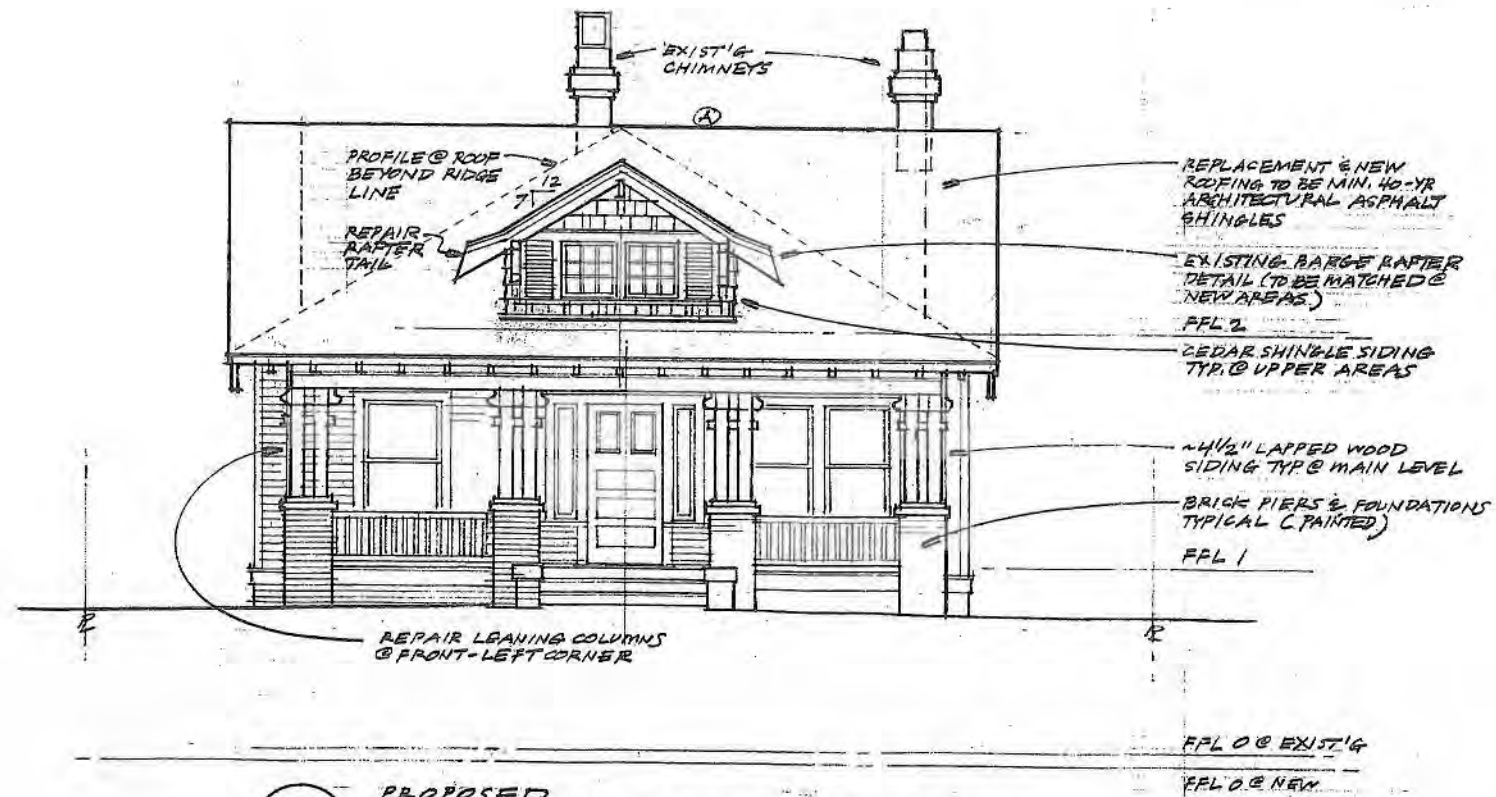 EXIST'G
CHIMNEYS
A
PROFILE @ ROOF
BEYOND RIDGE
LINE
12
7
REPAIR
RAFTER
TAIL
REPLACEMENT & NEW
ROOFING TO BE MIN. 40-YR
ARCHITECTURAL ASPHALT
SHINGLES
EXISTING BARGE RAFTER
DETAIL (TO BE MATCHED @
NEW AREAS)
FFL 2
CEDAR SHINGLE SIDING
TYP. @ UPPER AREAS
~4 1/2" LAPPED WOOD
SIDING TYP. @ MAIN LEVEL
BRICK PIERS & FOUNDATIONS
TYPICAL (PAINTED)
FFL 1
PL
PL
REPAIR LEANING COLUMNS
@ FRONT-LEFT CORNER
FFL 0 @ EXIST'G
FFL 0 @ NEW
PROPOSED